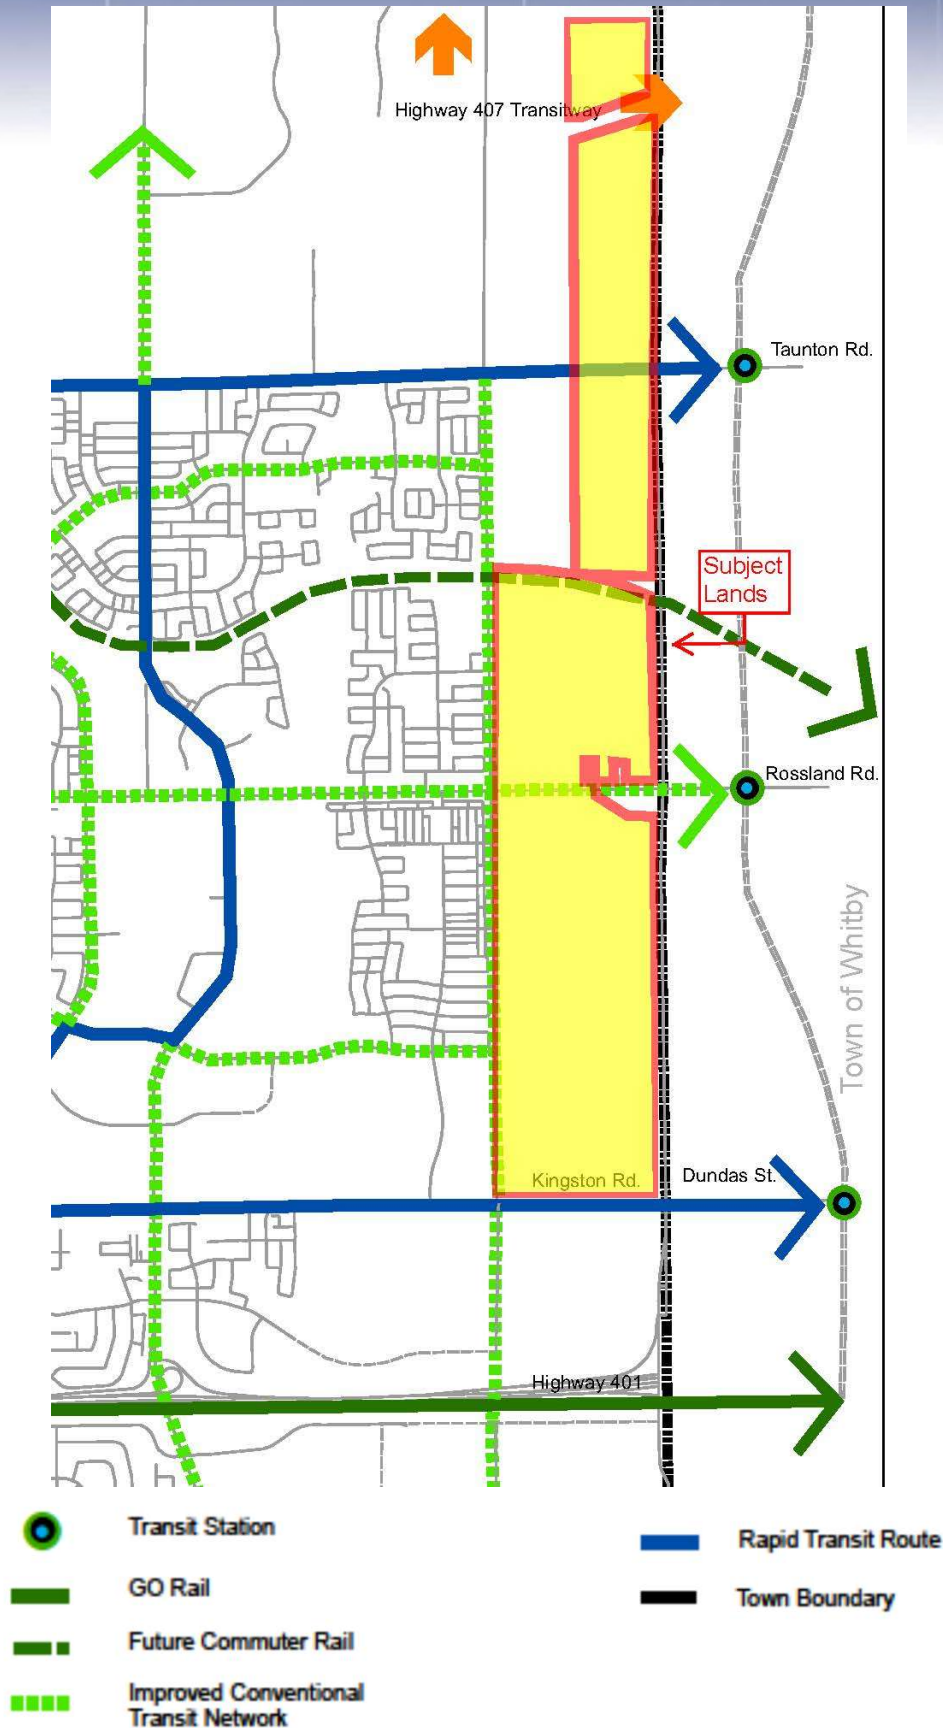 Highway 407 Transitway
Taunton Rd.
Subject
Lands
Rossland Rd.
Town of Whitby
Kingston Rd.
Dundas St.
Highway 401
Transit Station
GO Rail
Future Commuter Rail
Improved Conventional
Transit Network
Rapid Transit Route
Town Boundary